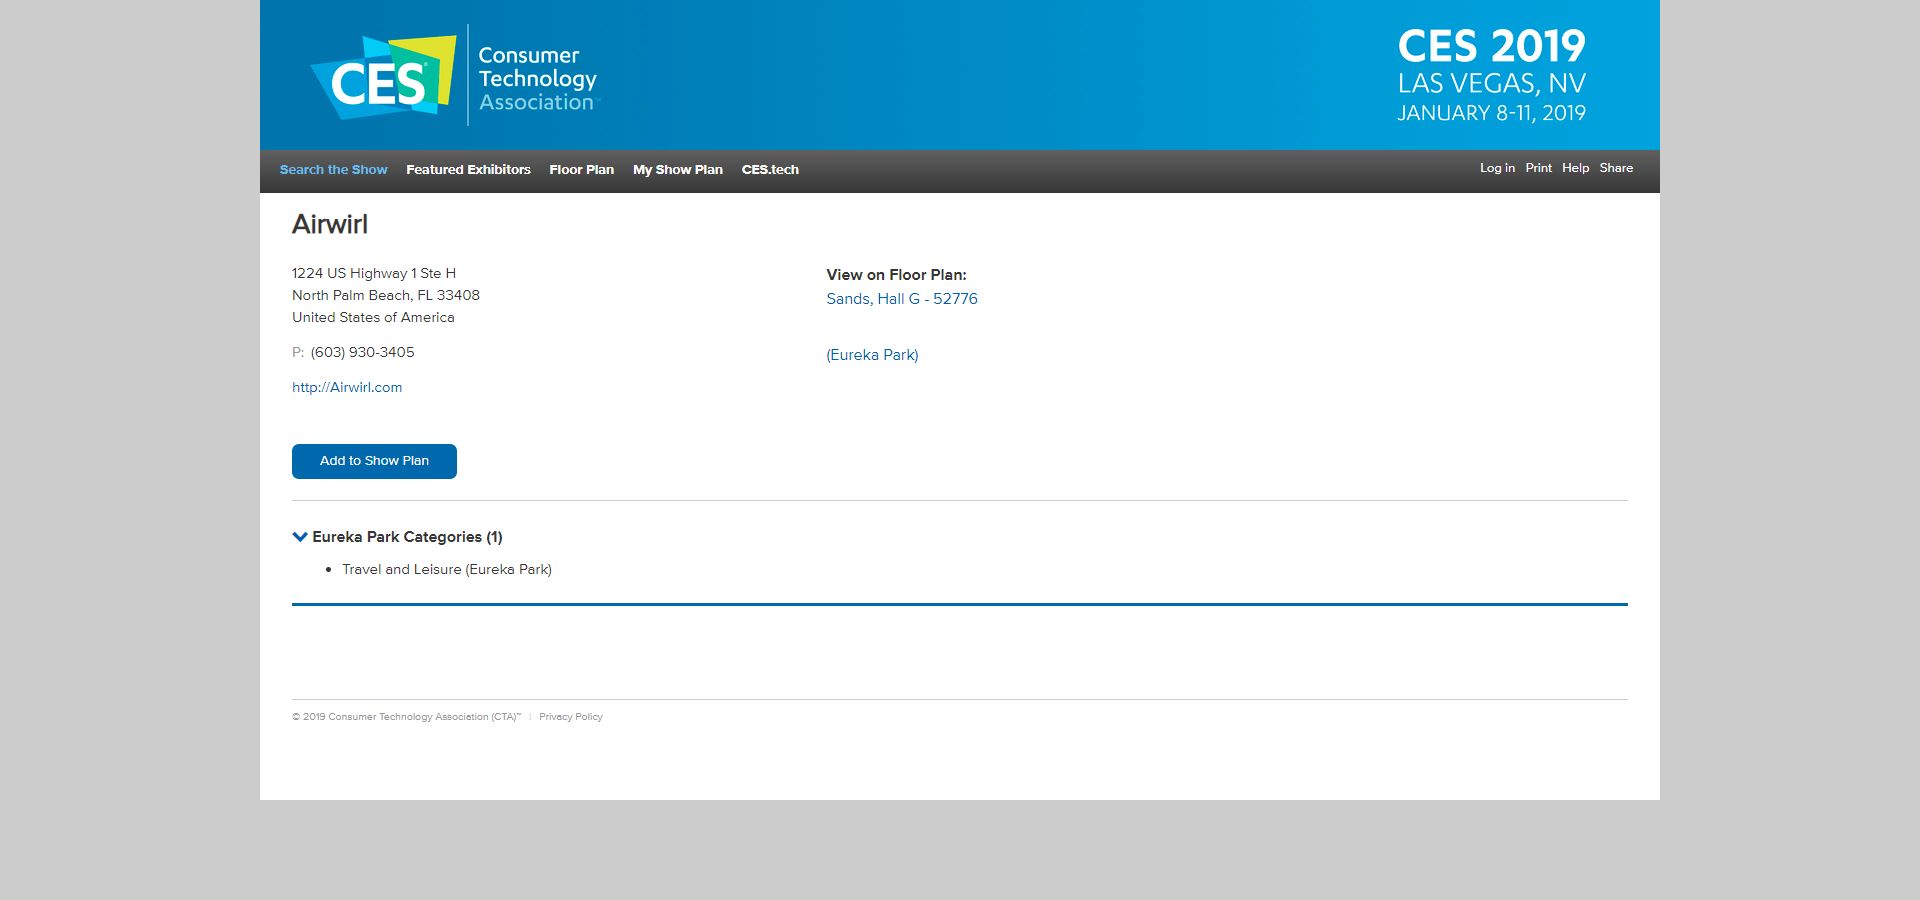 CES®
Consumer
Technology
Association™
CES 2019
LAS VEGAS, NV
JANUARY 8-11, 2019
Search the Show Featured Exhibitors Floor Plan My Show Plan CES.tech
Log in Print Help Share
Airwirl
1224 US Highway 1 Ste H
North Palm Beach, FL 33408
United States of America
P: (603) 930-3405
http://Airwirl.com
View on Floor Plan:
Sands, Hall G - 52776
(Eureka Park)
Add to Show Plan
Eureka Park Categories (1)
• Travel and Leisure (Eureka Park)
© 2019 Consumer Technology Association (CTA)™ | Privacy Policy